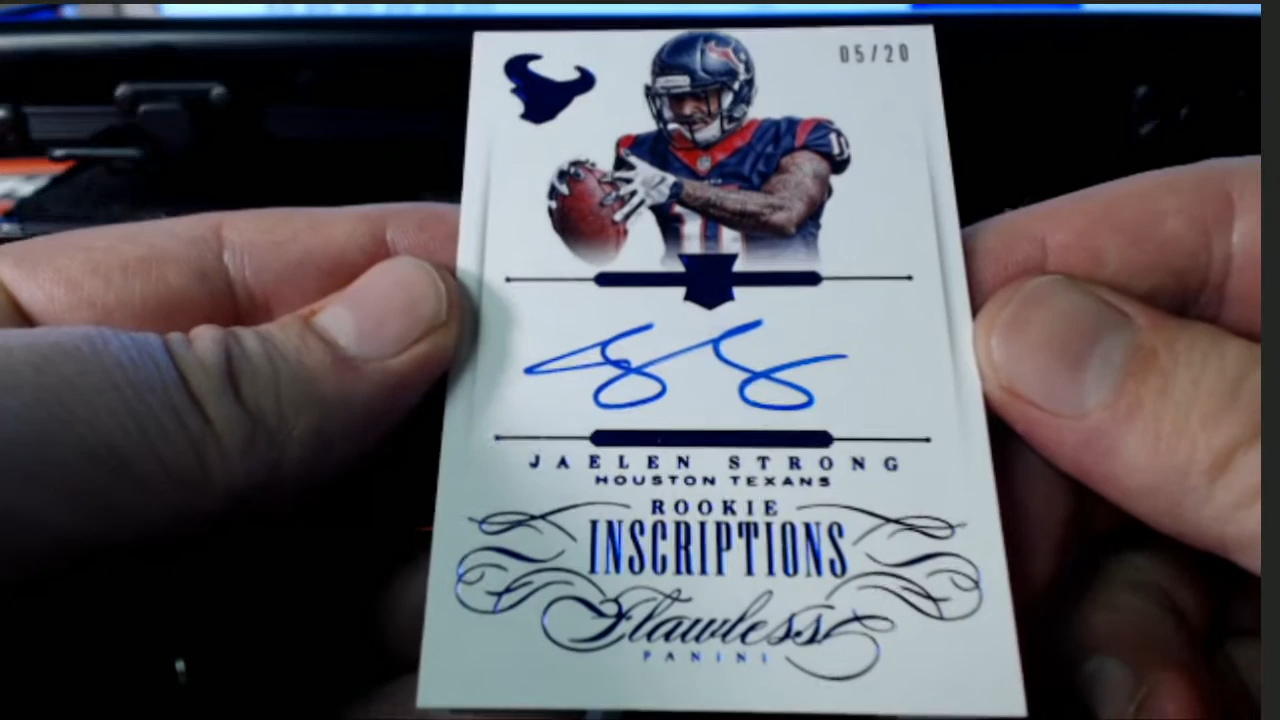 05/20
JAELEN STRONG
HOUSTON TEXANS
ROOKIE
INSCRIPTIONS
Flawless
PANINI